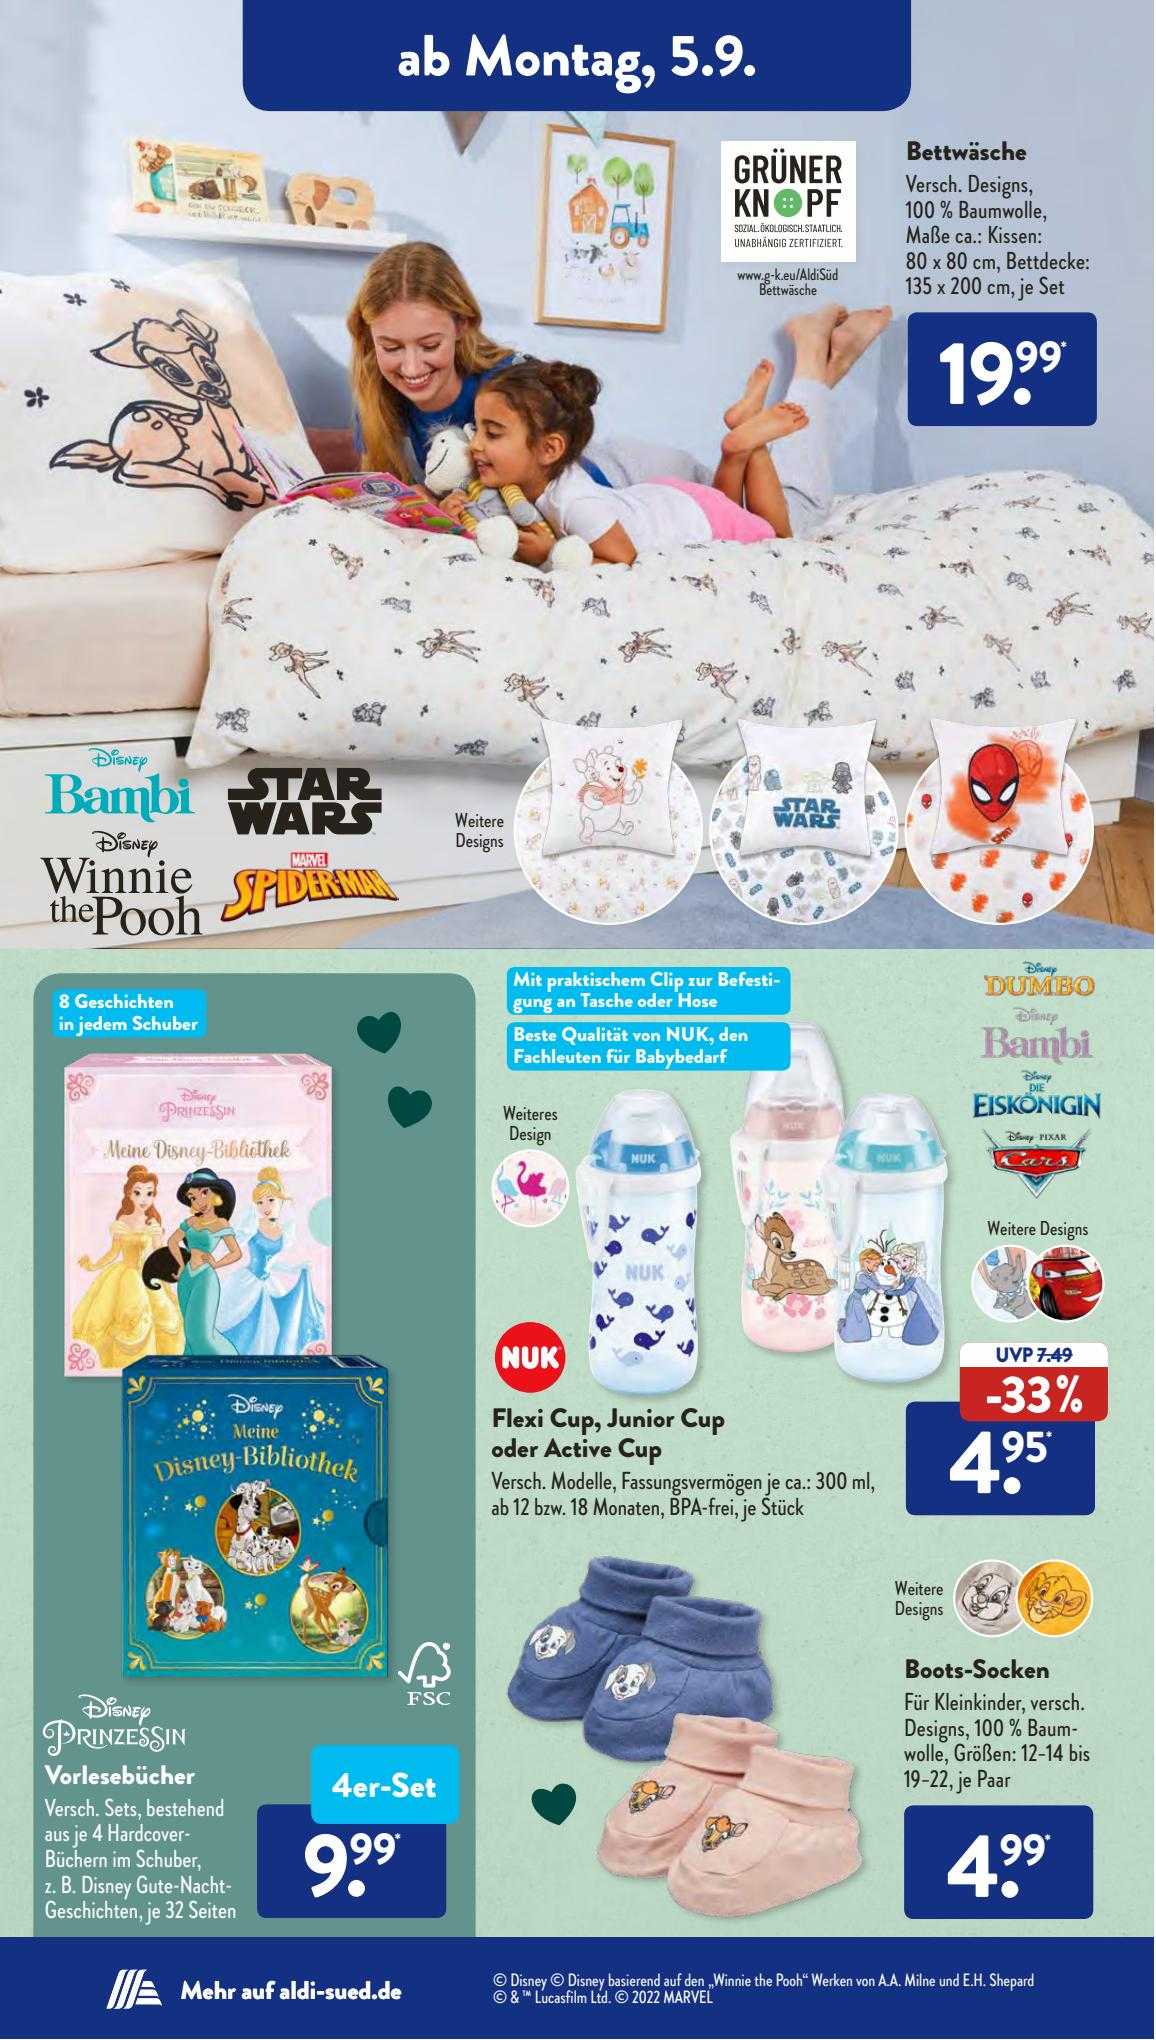 ab Montag, 5.9.
GRÜNER
KNOPF
SOZIAL. ÖKOLOGISCH. STAATLICH.
UNABHÄNGIG ZERTIFIZIERT.
www.g-k.eu/AldiSüd
Bettwäsche
Bettwäsche
Versch. Designs,
100 % Baumwolle,
Maße ca.: Kissen:
80 x 80 cm, Bettdecke:
135 x 200 cm, je Set
19.99*
Disney
Bambi
STAR
WARS
Disney
Winnie
the Pooh
MARVEL
SPIDER-MAN
Weitere
Designs
STAR
WARS
8 Geschichten
in jedem Schuber
Disney
PRINZESSIN
Meine Disney-Bibliothek
Disney
Meine
Disney-Bibliothek
FSC
Disney
PRINZESSIN
Vorlesebücher
Versch. Sets, bestehend
aus je 4 Hardcover-
Büchern im Schuber,
z. B. Disney Gute-Nacht-
Geschichten, je 32 Seiten
4er-Set
9.99*
Mit praktischem Clip zur Befesti-
gung an Tasche oder Hose
Beste Qualität von NUK, den
Fachleuten für Babybedarf
Weiteres
Design
NUK
NUK
NUK
NUK
NUK
Disney
DUMBO
Disney
Bambi
Disney
DIE
EISKÖNIGIN
Disney · PIXAR
Cars
Weitere Designs
UVP 7.49
-33%
4.95*
Flexi Cup, Junior Cup
oder Active Cup
Versch. Modelle, Fassungsvermögen je ca.: 300 ml,
ab 12 bzw. 18 Monaten, BPA-frei, je Stück
Weitere
Designs
Boots-Socken
Für Kleinkinder, versch.
Designs, 100 % Baum-
wolle, Größen: 12–14 bis
19–22, je Paar
4.99*
Mehr auf aldi-sued.de
© Disney © Disney basierend auf den „Winnie the Pooh“ Werken von A.A. Milne und E.H. Shepard
© & ™ Lucasfilm Ltd. © 2022 MARVEL